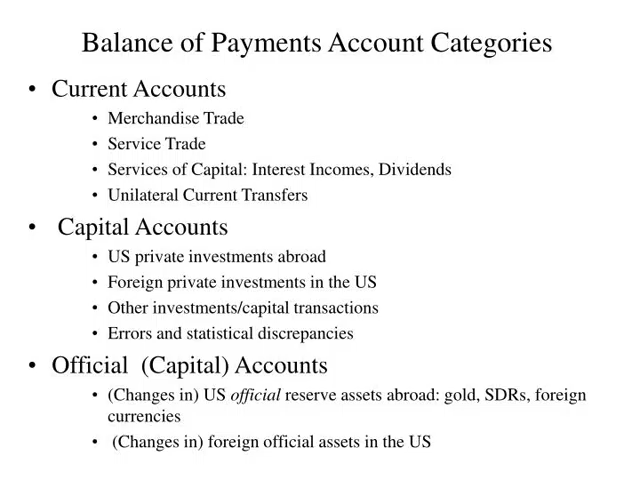 Balance of Payments Account Categories
• Current Accounts
• Merchandise Trade
• Service Trade
• Services of Capital: Interest Incomes, Dividends
• Unilateral Current Transfers
• Capital Accounts
• US private investments abroad
• Foreign private investments in the US
• Other investments/capital transactions
• Errors and statistical discrepancies
• Official (Capital) Accounts
• (Changes in) US official reserve assets abroad: gold, SDRs, foreign
currencies
• (Changes in) foreign official assets in the US